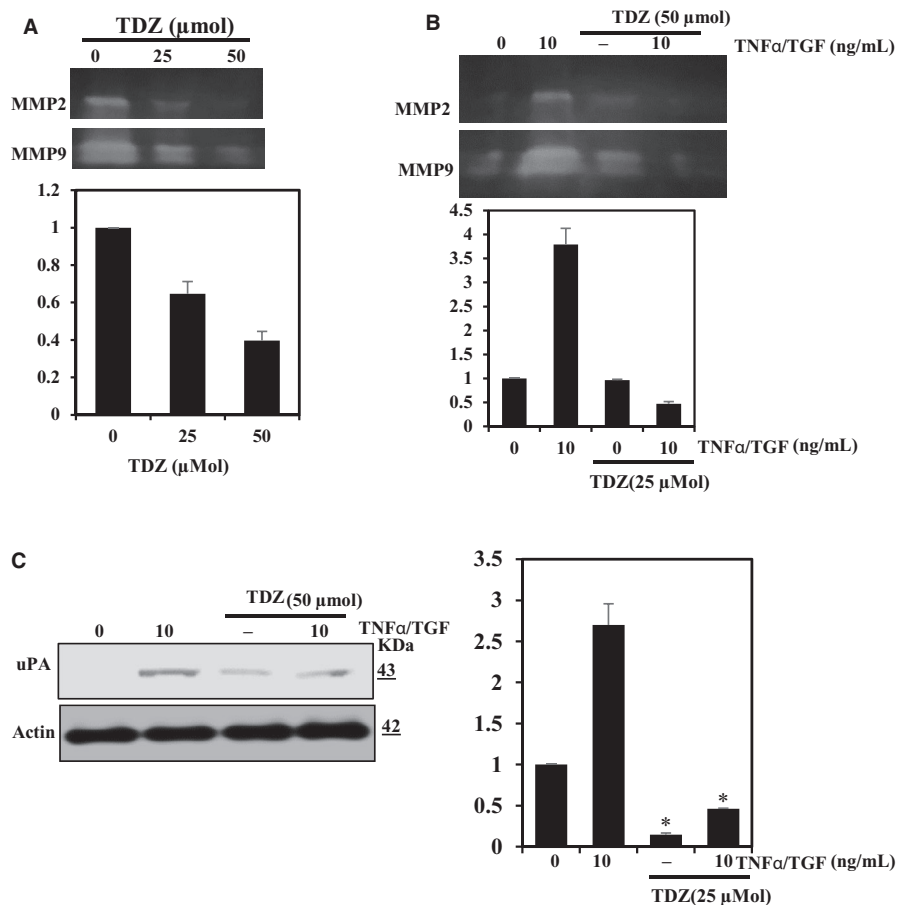 A
TDZ (µmol)
0 25 50
MMP2
MMP9
1.2
1
0.8
0.6
0.4
0.2
0
0 25 50
TDZ (µMol)
B
TDZ (50 µmol)
0 10 – 10 TNFα/TGF (ng/mL)
MMP2
MMP9
4.5
4
3.5
3
2.5
2
1.5
1
0.5
0
0 10 0 10 TNFα/TGF (ng/mL)
TDZ(25 µMol)
C
TDZ (50 µmol)
0 10 – 10 TNFα/TGF
KDa
uPA 43
Actin 42
3.5
3
2.5
2
1.5
1
0.5
0
* *
0 10 – 10 TNFα/TGF (ng/mL)
TDZ(25 µMol)